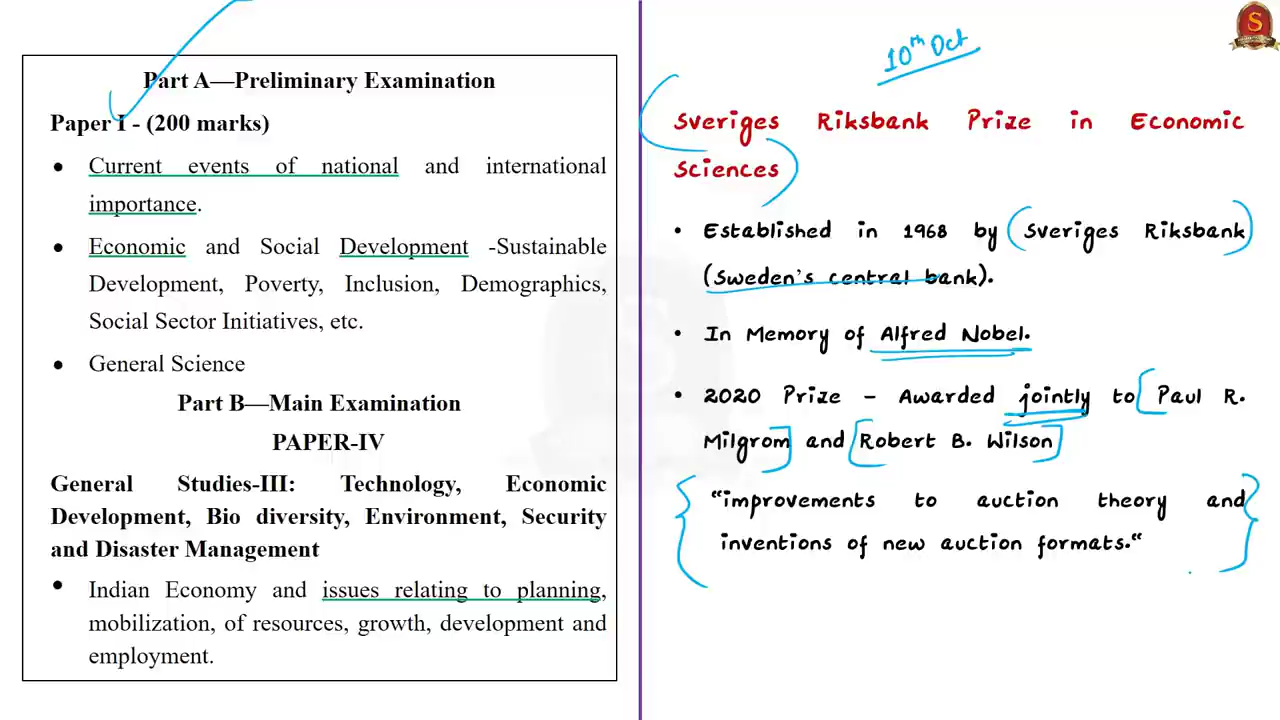 Part A—Preliminary Examination
Paper I - (200 marks)
• Current events of national and international
importance.
• Economic and Social Development -Sustainable
Development, Poverty, Inclusion, Demographics,
Social Sector Initiatives, etc.
• General Science
Part B—Main Examination
PAPER-IV
General Studies-III: Technology, Economic
Development, Bio diversity, Environment, Security
and Disaster Management
• Indian Economy and issues relating to planning,
mobilization, of resources, growth, development and
employment.
10th Oct
Sveriges Riksbank Prize in Economic
Sciences
• Established in 1968 by Sveriges Riksbank
(Sweden's central bank).
• In Memory of Alfred Nobel.
• 2020 Prize – Awarded jointly to Paul R.
Milgrom and Robert B. Wilson
"improvements to auction theory and
inventions of new auction formats."
S